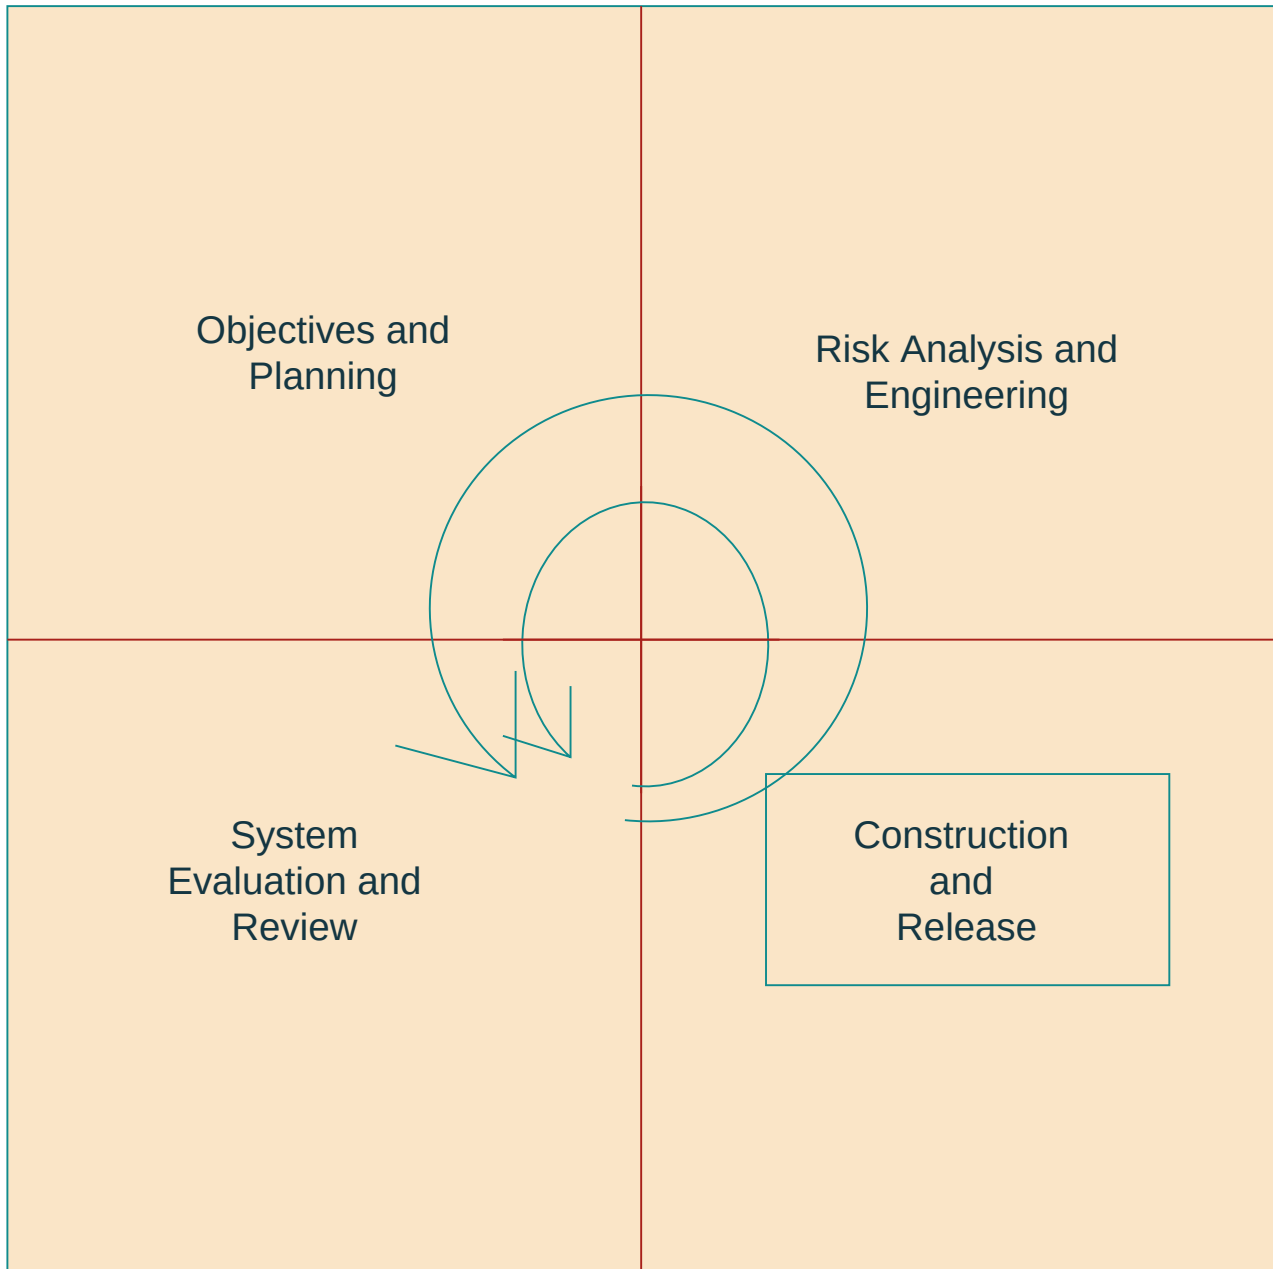 Objectives and
Planning
Risk Analysis and
Engineering
System
Evaluation and
Review
Construction
and
Release